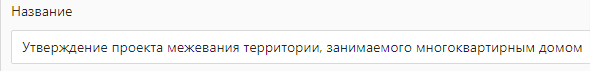 Название
Утверждение проекта межевания территории, занимаемого многоквартирным домом